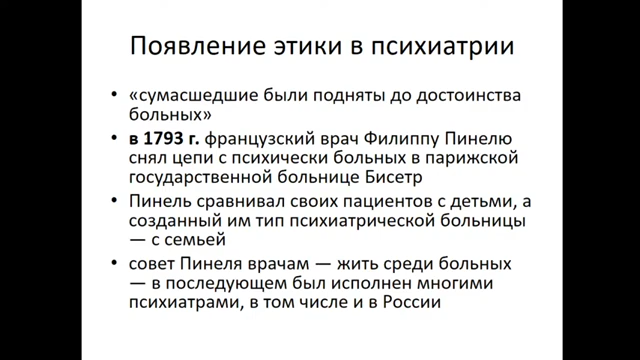 Появление этики в психиатрии
• «сумасшедшие были подняты до достоинства
больных»
• в 1793 г. французский врач Филиппу Пинелю
снял цепи с психически больных в парижской
государственной больнице Бисетр
• Пинель сравнивал своих пациентов с детьми, а
созданный им тип психиатрической больницы
— с семьей
• совет Пинеля врачам — жить среди больных
— в последующем был исполнен многими
психиатрами, в том числе и в России